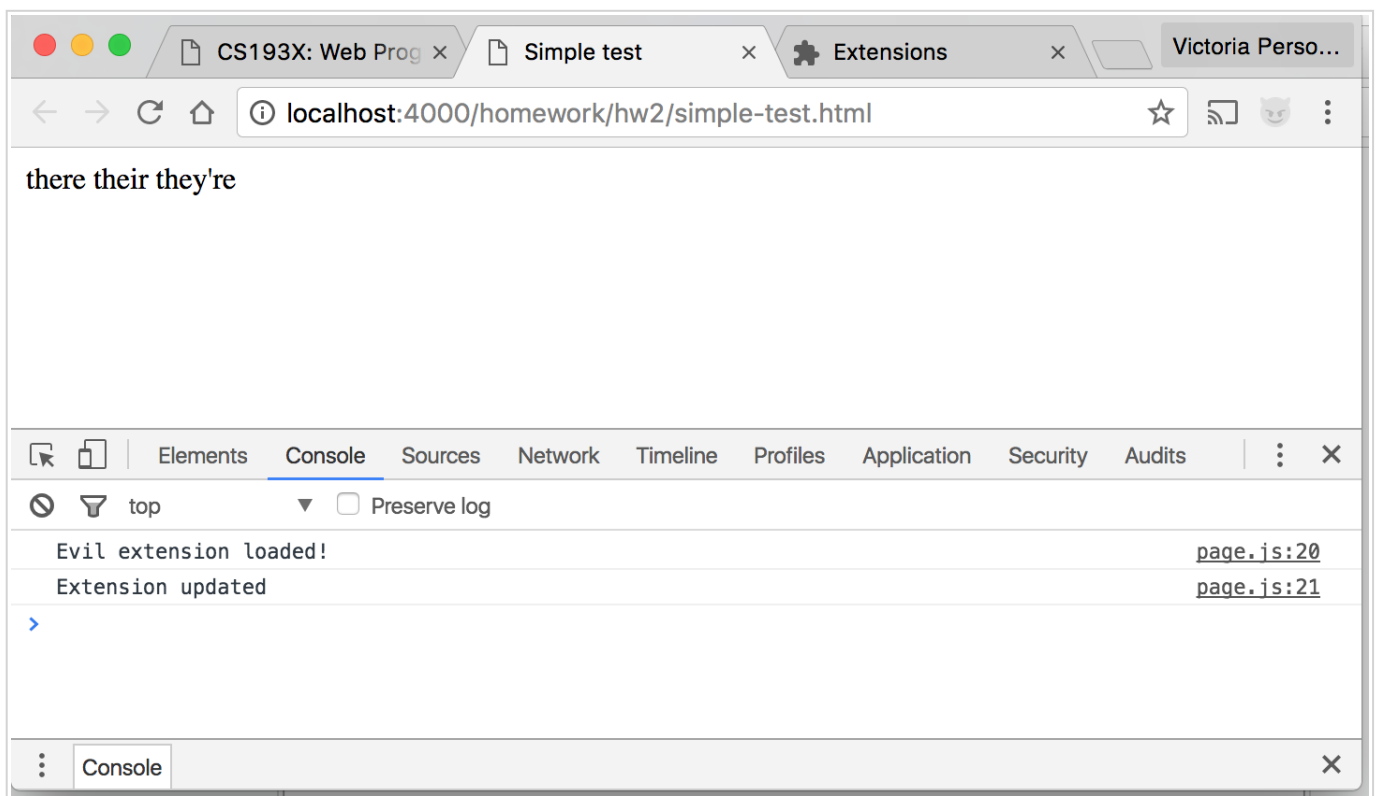 CS193X: Web Prog
Simple test
Extensions
Victoria Perso...
localhost:4000/homework/hw2/simple-test.html
there their they're
Elements Console Sources Network Timeline Profiles Application Security Audits
top Preserve log
Evil extension loaded! page.js:20
Extension updated page.js:21
Console